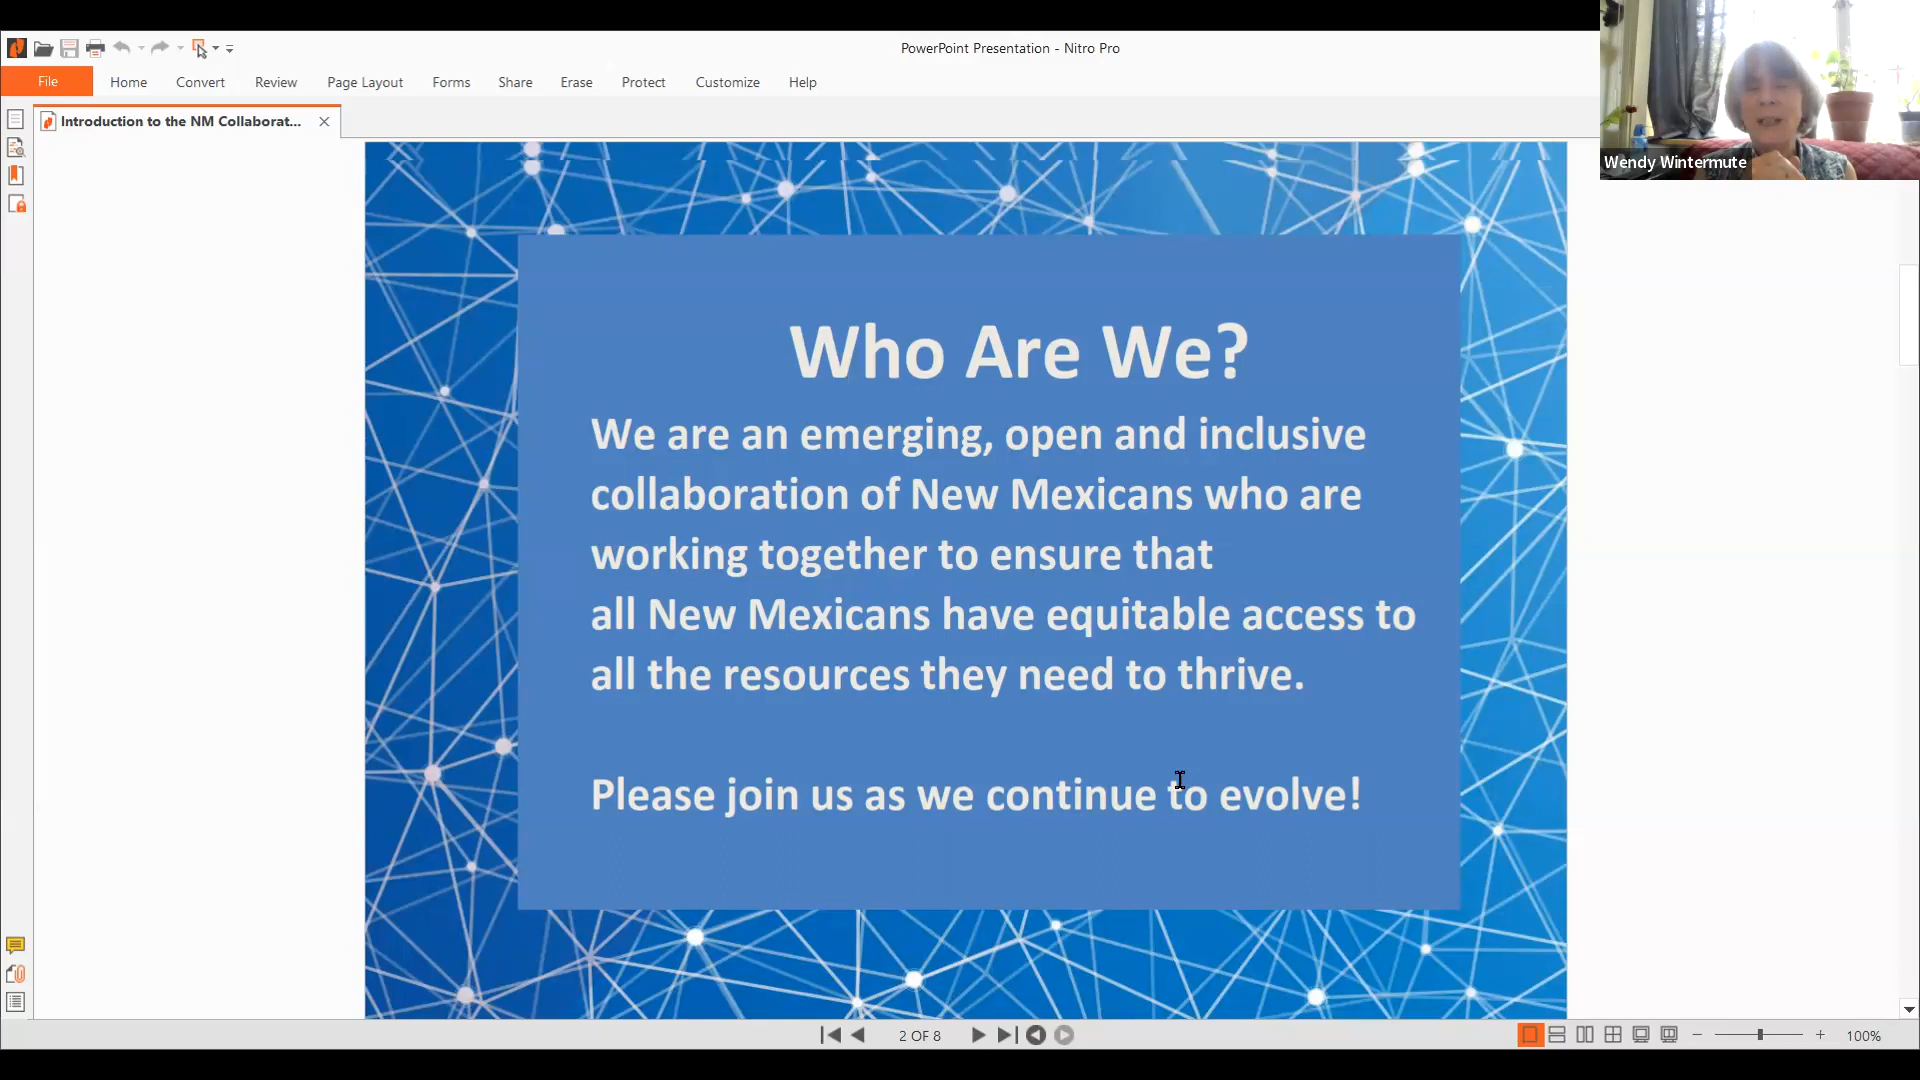 PowerPoint Presentation - Nitro Pro
File Home Convert Review Page Layout Forms Share Erase Protect Customize Help
Introduction to the NM Collaborat...
Wendy Wintermute
Who Are We?
We are an emerging, open and inclusive
collaboration of New Mexicans who are
working together to ensure that
all New Mexicans have equitable access to
all the resources they need to thrive.
Please join us as we continue to evolve!
2 OF 8
100%